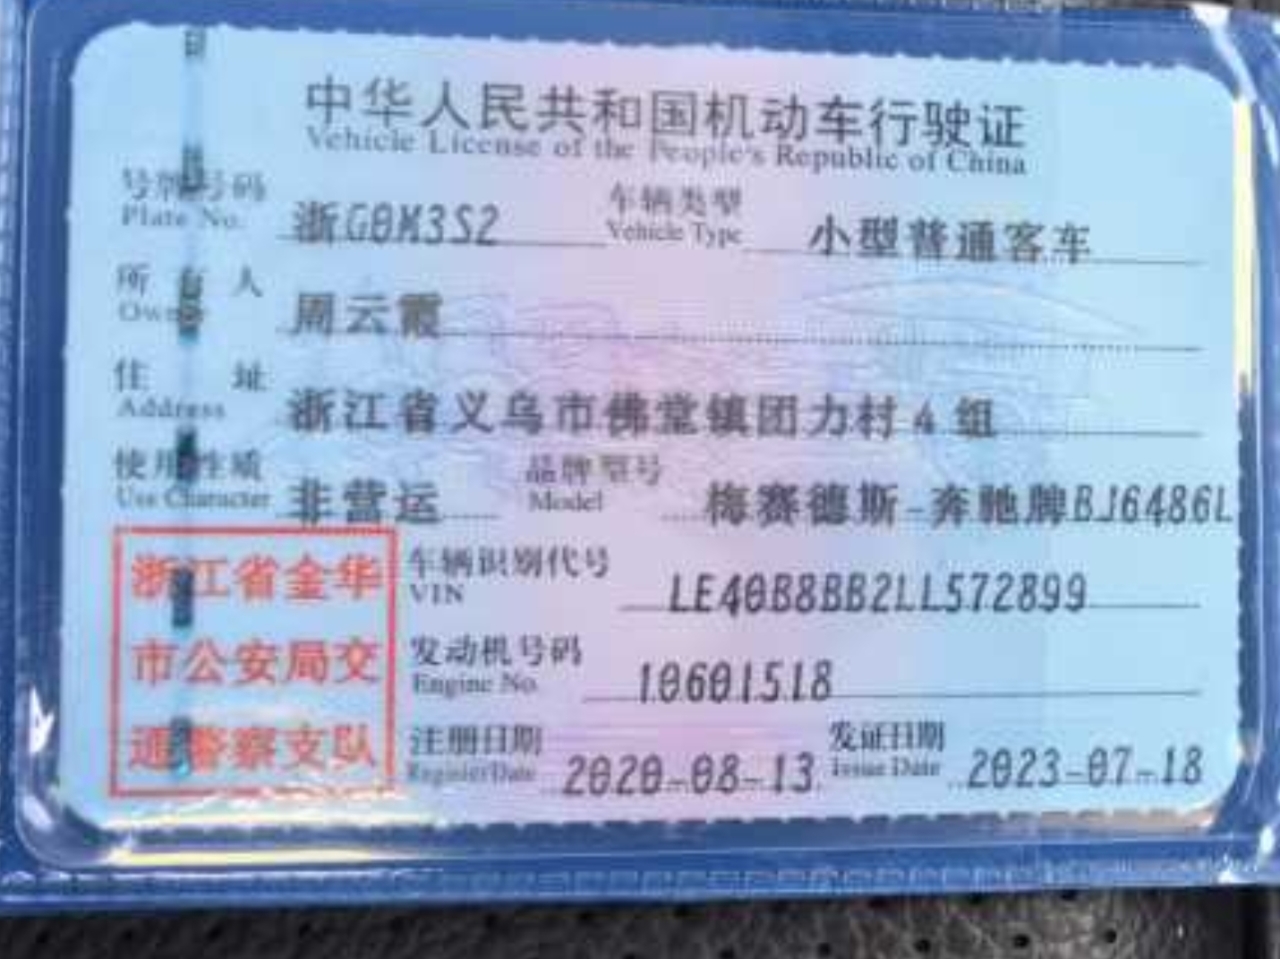 中华人民共和国机动车行驶证
Vehicle License of the People's Republic of China
号牌号码 浙G0M3S2 车辆类型 小型普通客车
Plate No. Vehicle Type
所有人 周云霞
Owner
住址 浙江省义乌市佛堂镇团力村4组
Address
使用性质 非营运 品牌型号 梅赛德斯-奔驰牌BJ6486L
Use Character Model
浙江省金华
市公安局交
通警察支队
车辆识别代号 LE40B8BB2LL572899
VIN
发动机号码 10601518
Engine No.
注册日期 2020-08-13 发证日期 2023-07-18
Register Date Issue Date